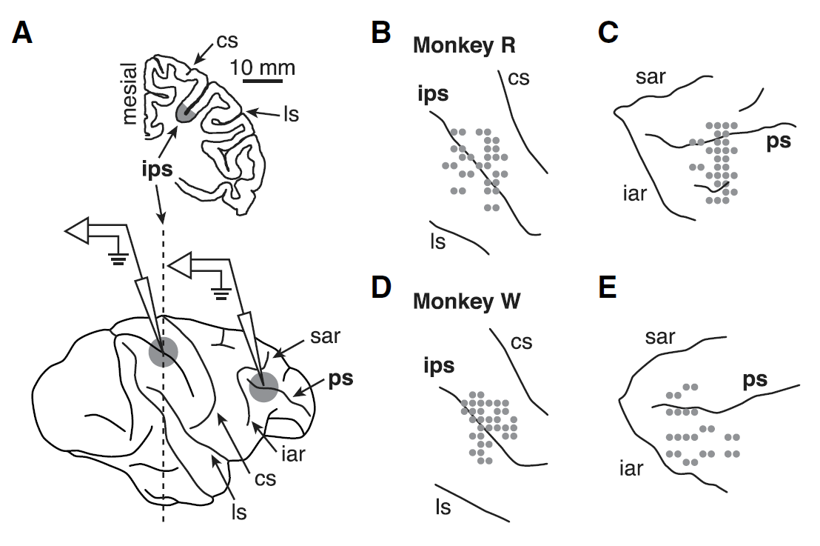 A
cs
10 mm
mesial
ls
ips
sar
ps
iar
cs
ls
B
Monkey R
ips
cs
ls
C
sar
ps
iar
D
Monkey W
ips
cs
ls
E
sar
ps
iar